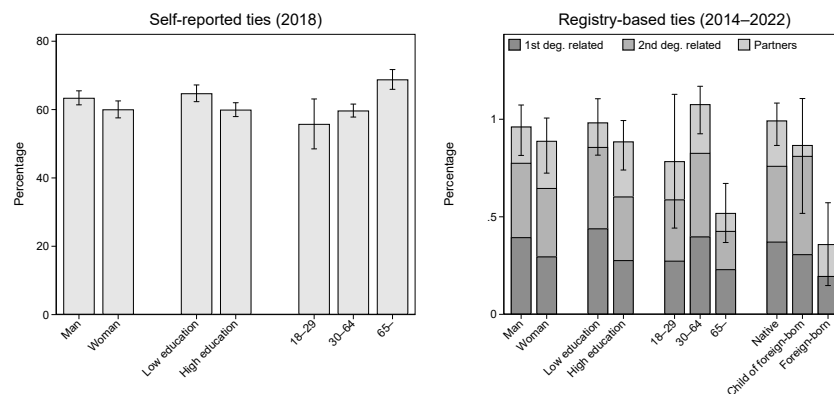 Self-reported ties (2018)
Percentage
80
60
40
20
0
Man
Woman
Low education
High education
18–29
30–64
65–
Registry-based ties (2014–2022)
1st deg. related
2nd deg. related
Partners
Percentage
1
.5
0
Man
Woman
Low education
High education
18–29
30–64
65–
Native
Child of foreign-born
Foreign-born